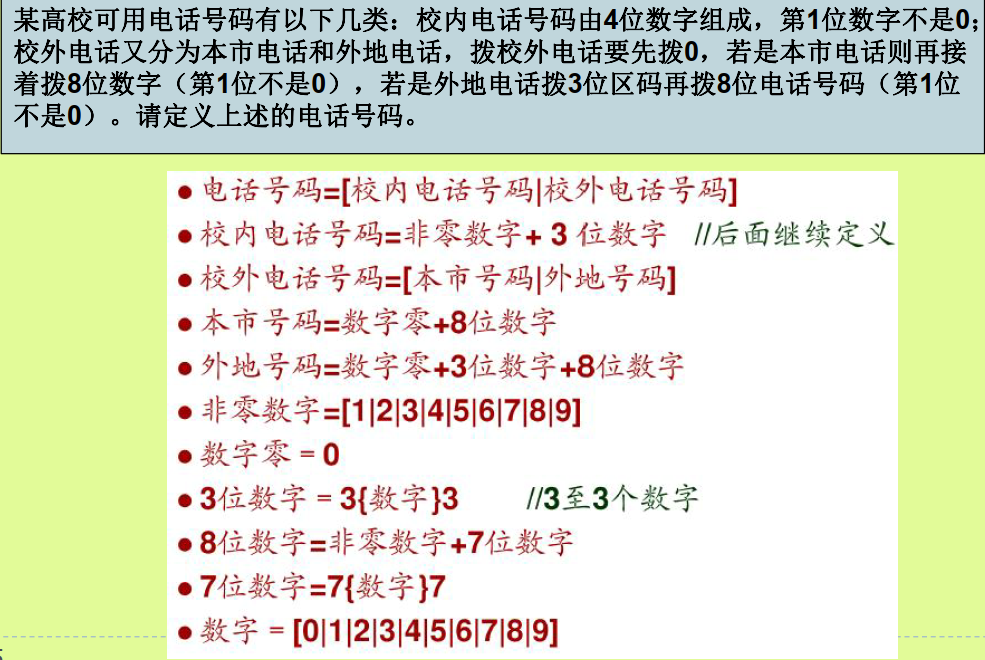 某高校可用电话号码有以下几类：校内电话号码由4位数字组成，第1位数字不是0；
校外电话又分为本市电话和外地电话，拨校外电话要先拨0，若是本市电话则再接
着拨8位数字（第1位不是0），若是外地电话拨3位区码再拨8位电话号码（第1位
不是0）。请定义上述的电话号码。
● 电话号码=[校内电话号码|校外电话号码]
● 校内电话号码=非零数字+ 3 位数字 //后面继续定义
● 校外电话号码=[本市号码|外地号码]
● 本市号码=数字零+8位数字
● 外地号码=数字零+3位数字+8位数字
● 非零数字=[1|2|3|4|5|6|7|8|9]
● 数字零 = 0
● 3位数字 = 3{数字}3 //3至3个数字
● 8位数字=非零数字+7位数字
● 7位数字=7{数字}7
● 数字 = [0|1|2|3|4|5|6|7|8|9]